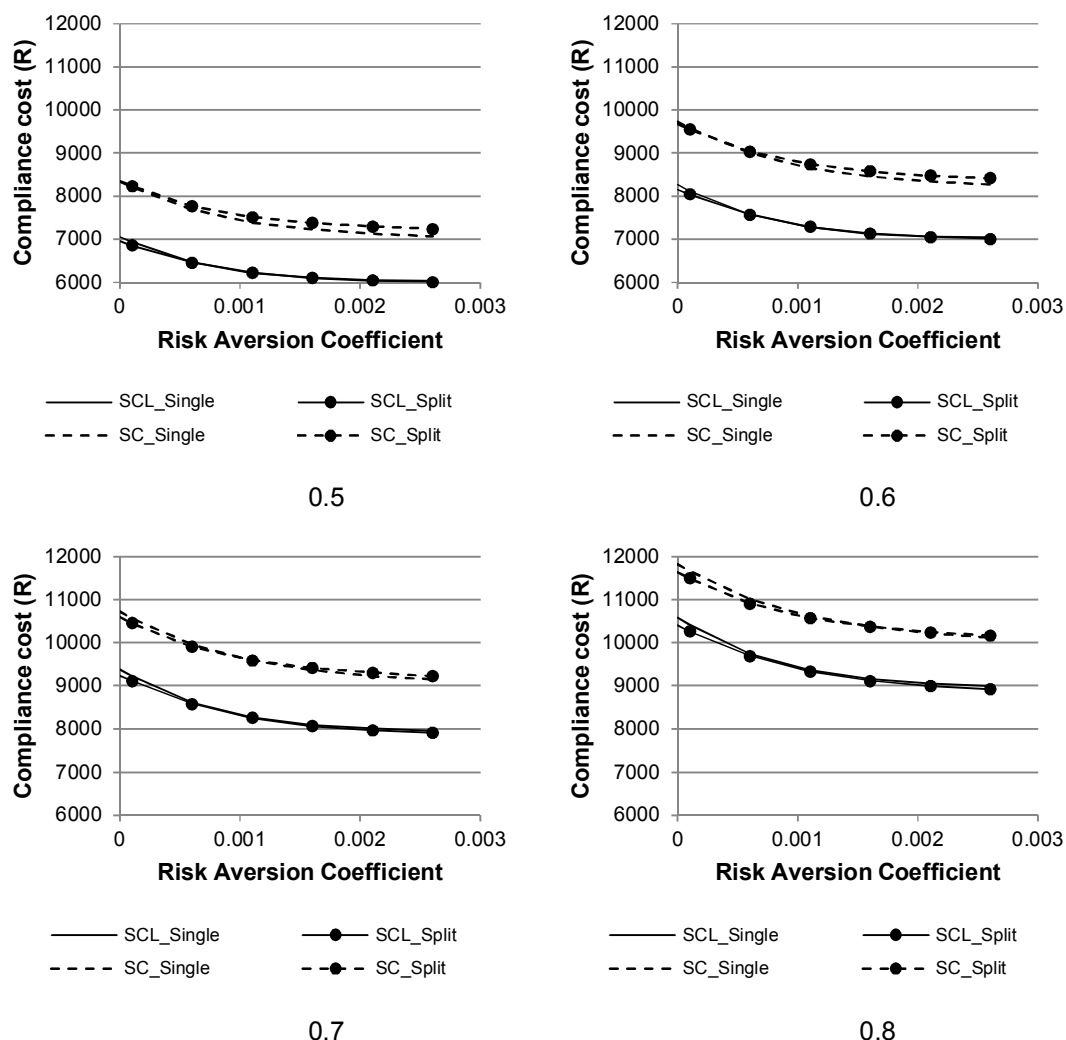 12000
11000
10000
9000
8000
7000
6000
Compliance cost (R)
0 0.001 0.002 0.003
Risk Aversion Coefficient
SCL_Single SCL_Split
SC_Single SC_Split
0.5
12000
11000
10000
9000
8000
7000
6000
Compliance cost (R)
0 0.001 0.002 0.003
Risk Aversion Coefficient
SCL_Single SCL_Split
SC_Single SC_Split
0.6
12000
11000
10000
9000
8000
7000
6000
Compliance cost (R)
0 0.001 0.002 0.003
Risk Aversion Coefficient
SCL_Single SCL_Split
SC_Single SC_Split
0.7
12000
11000
10000
9000
8000
7000
6000
Compliance cost (R)
0 0.001 0.002 0.003
Risk Aversion Coefficient
SCL_Single SCL_Split
SC_Single SC_Split
0.8